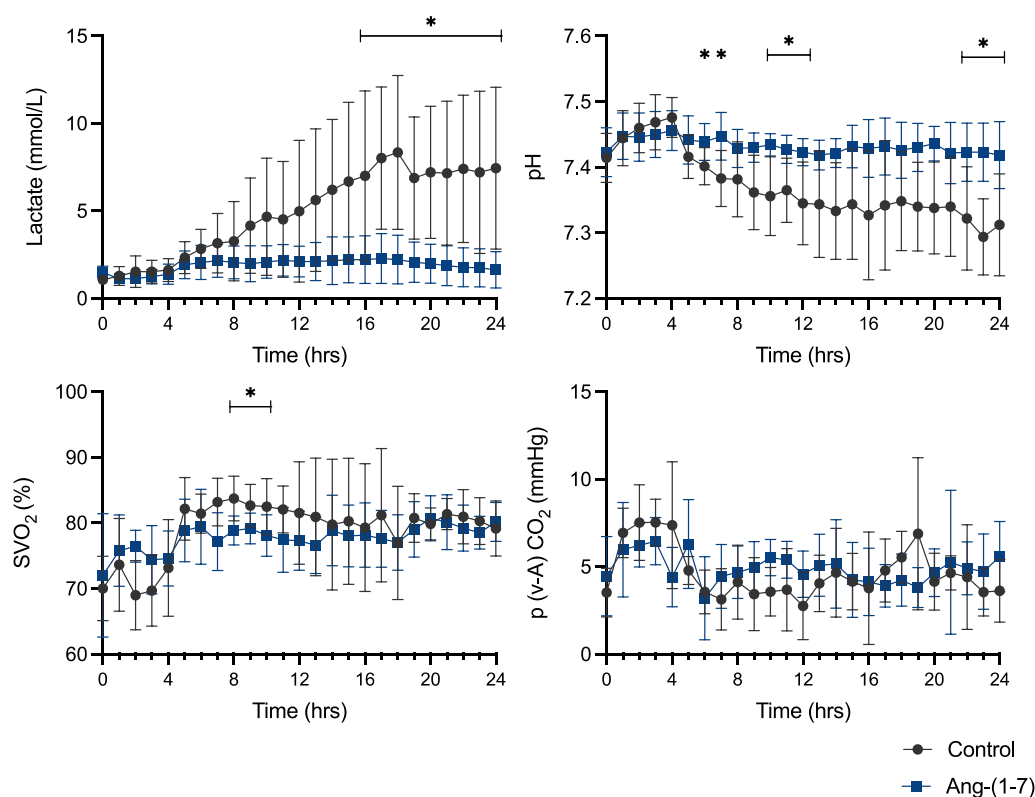 Lactate (mmol/L)
15
10
5
0
*
0 4 8 12 16 20 24
Time (hrs)
pH
7.6
7.5
7.4
7.3
7.2
* * * *
0 4 8 12 16 20 24
Time (hrs)
SVO₂ (%)
100
90
80
70
60
*
0 4 8 12 16 20 24
Time (hrs)
p (v-A) CO₂ (mmHg)
15
10
5
0
0 4 8 12 16 20 24
Time (hrs)
Control
Ang-(1-7)